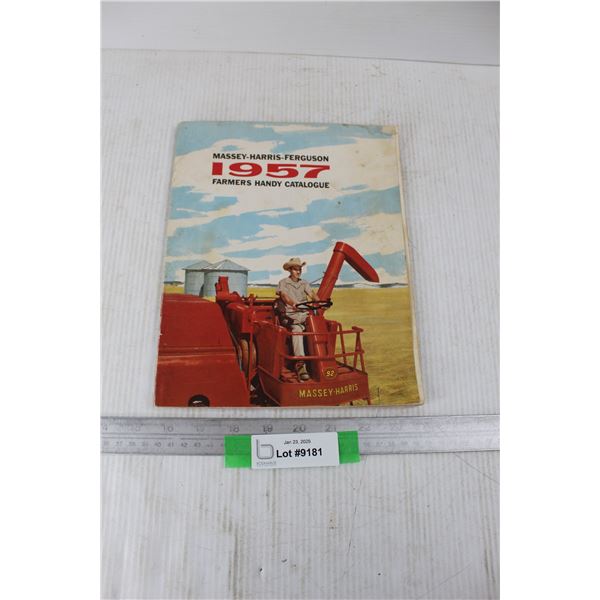 MASSEY-HARRIS-FERGUSON
1957
FARMERS HANDY CATALOGUE
92
MASSEY-HARRIS
Jan 23, 2025
Lot #9181